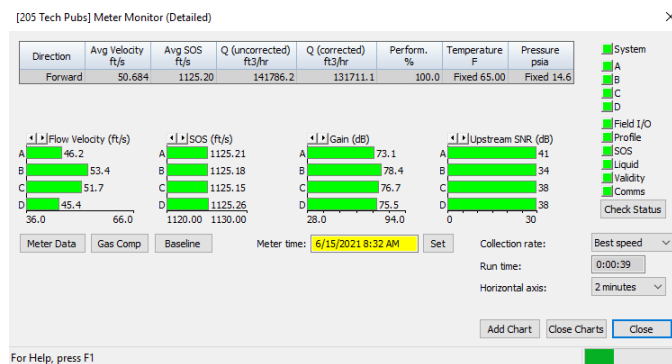 [205 Tech Pubs] Meter Monitor (Detailed)
Direction Avg Velocity ft/s Avg SOS ft/s Q (uncorrected) ft3/hr Q (corrected) ft3/hr Perform. % Temperature F Pressure psia
Forward 50.684 1125.20 141786.2 131711.1 100.0 Fixed 65.00 Fixed 14.6
System
A
B
C
D
Field I/O
Profile
SOS
Liquid
Validity
Comms
Check Status
Flow Velocity (ft/s)
A 46.2
B 53.4
C 51.7
D 45.4
36.0 66.0
SOS (ft/s)
A 1125.21
B 1125.18
C 1125.15
D 1125.26
1120.00 1130.00
Gain (dB)
A 73.1
B 78.4
C 76.7
D 75.5
28.0 94.0
Upstream SNR (dB)
A 41
B 34
C 38
D 38
0 30
Meter Data Gas Comp Baseline Meter time: 6/15/2021 8:32 AM Set
Collection rate: Best speed
Run time: 0:00:39
Horizontal axis: 2 minutes
Add Chart Close Charts Close
For Help, press F1